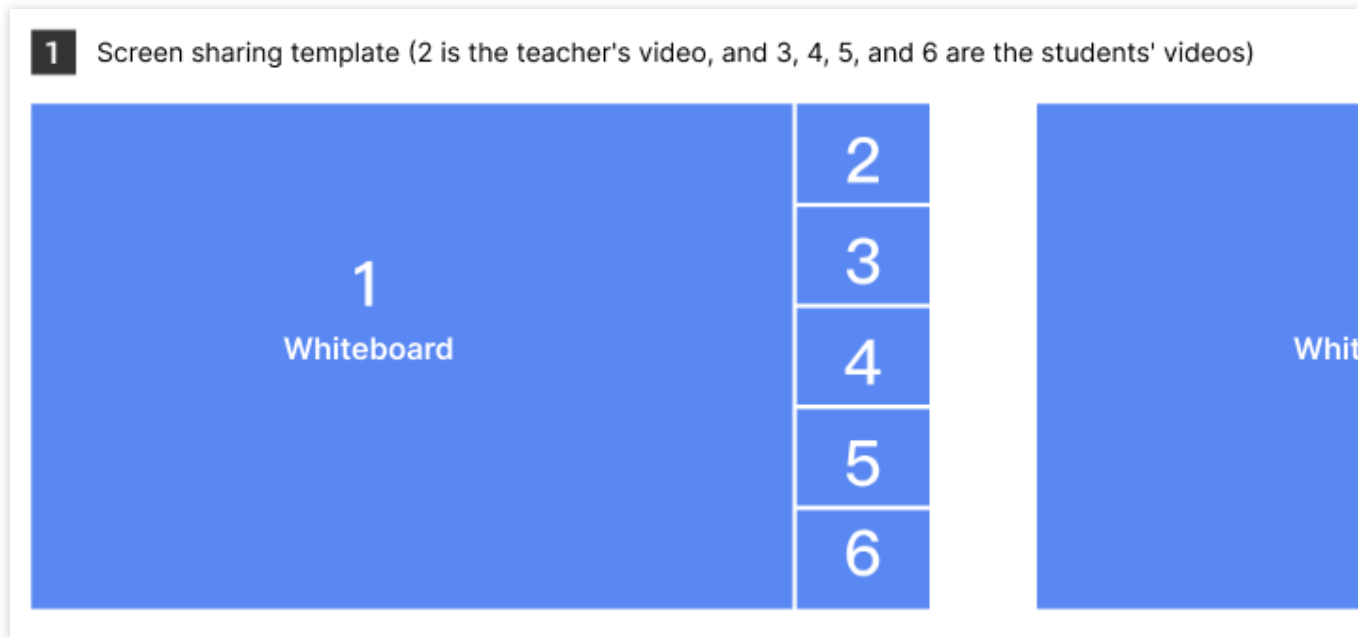 1 Screen sharing template (2 is the teacher's video, and 3, 4, 5, and 6 are the students' videos)
1
Whiteboard
2
3
4
5
6
Whit